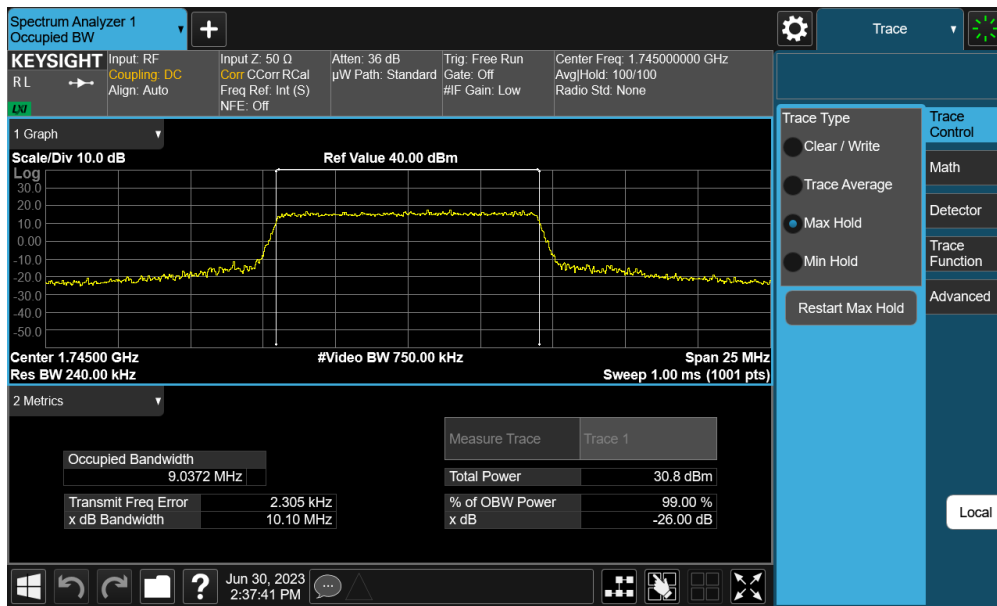 Spectrum Analyzer 1
Occupied BW
+
Trace
KEYSIGHT
R L
LXI
Input: RF
Coupling: DC
Align: Auto
Input Z: 50 Ω
Corr CCorr RCal
Freq Ref: Int (S)
NFE: Off
Atten: 36 dB
µW Path: Standard
Trig: Free Run
Gate: Off
#IF Gain: Low
Center Freq: 1.745000000 GHz
Avg|Hold: 100/100
Radio Std: None
1 Graph
Scale/Div 10.0 dB
Ref Value 40.00 dBm
Log
30.0
20.0
10.0
0.00
-10.0
-20.0
-30.0
-40.0
-50.0
Center 1.74500 GHz
#Video BW 750.00 kHz
Span 25 MHz
Res BW 240.00 kHz
Sweep 1.00 ms (1001 pts)
2 Metrics
Measure Trace
Trace 1
Occupied Bandwidth
9.0372 MHz
Total Power
30.8 dBm
Transmit Freq Error
2.305 kHz
% of OBW Power
99.00 %
x dB Bandwidth
10.10 MHz
x dB
-26.00 dB
Trace Type
Clear / Write
Trace Average
Max Hold
Min Hold
Restart Max Hold
Trace
Control
Math
Detector
Trace
Function
Advanced
Local
?
Jun 30, 2023
2:37:41 PM